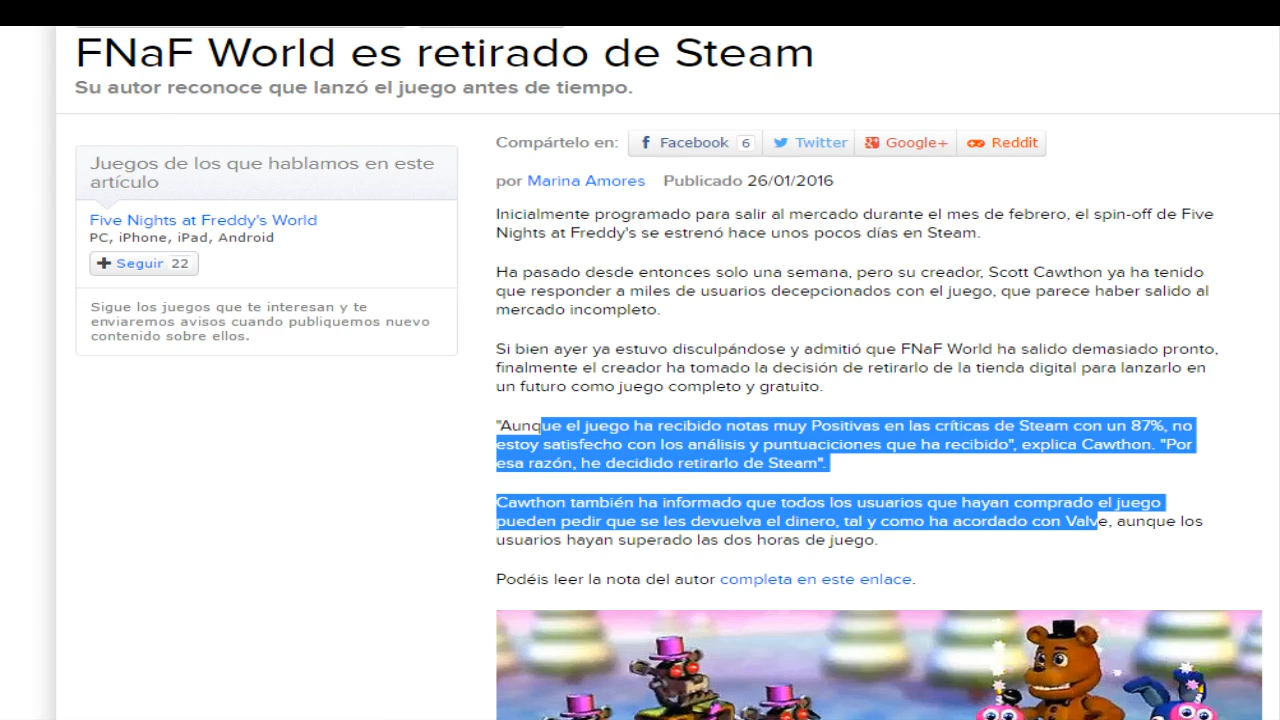 FNaF World es retirado de Steam
Su autor reconoce que lanzó el juego antes de tiempo.
Juegos de los que hablamos en este
artículo
Five Nights at Freddy's World
PC, iPhone, iPad, Android
Seguir 22
Sigue los juegos que te interesan y te
enviaremos avisos cuando publiquemos nuevo
contenido sobre ellos.
Compártelo en: Facebook 6 Twitter Google+ Reddit
por Marina Amores Publicado 26/01/2016
Inicialmente programado para salir al mercado durante el mes de febrero, el spin-off de Five
Nights at Freddy's se estrenó hace unos pocos días en Steam.
Ha pasado desde entonces solo una semana, pero su creador, Scott Cawthon ya ha tenido
que responder a miles de usuarios decepcionados con el juego, que parece haber salido al
mercado incompleto.
Si bien ayer ya estuvo disculpándose y admitió que FNaF World ha salido demasiado pronto,
finalmente el creador ha tomado la decisión de retirarlo de la tienda digital para lanzarlo en
un futuro como juego completo y gratuito.
"Aunque el juego ha recibido notas muy Positivas en las críticas de Steam con un 87%, no
estoy satisfecho con los análisis y puntuaciciones que ha recibido", explica Cawthon. "Por
esa razón, he decidido retirarlo de Steam".
Cawthon también ha informado que todos los usuarios que hayan comprado el juego
pueden pedir que se les devuelva el dinero, tal y como ha acordado con Valve, aunque los
usuarios hayan superado las dos horas de juego.
Podéis leer la nota del autor completa en este enlace.